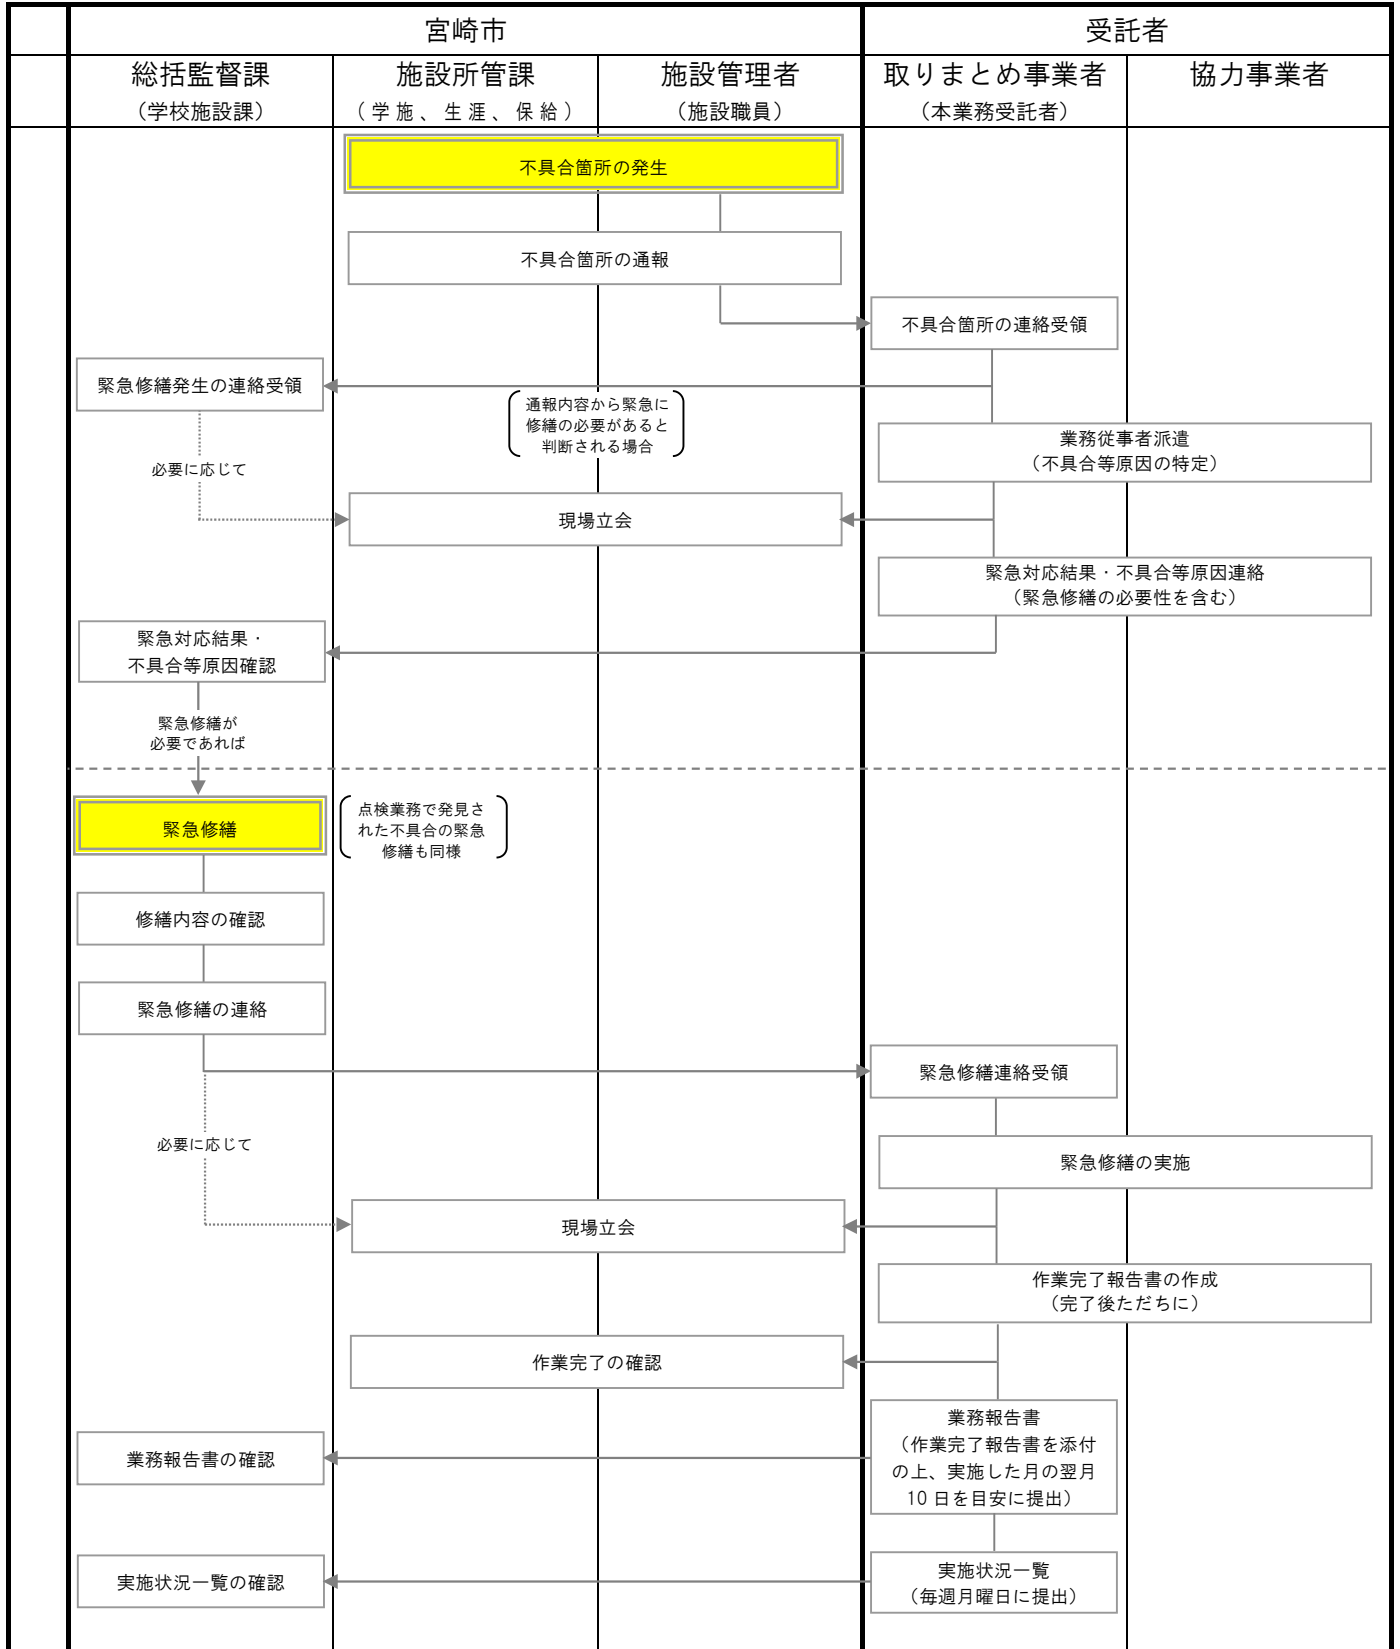 宮崎市
受託者
総括監督課
（学校施設課）
施設所管課
（学施、生涯、保給）
施設管理者
（施設職員）
取りまとめ事業者
（本業務受託者）
協力事業者
不具合箇所の発生
不具合箇所の通報
不具合箇所の連絡受領
緊急修繕発生の連絡受領
通報内容から緊急に
修繕の必要があると
判断される場合
業務従事者派遣
（不具合等原因の特定）
必要に応じて
現場立会
緊急対応結果・不具合等原因連絡
（緊急修繕の必要性を含む）
緊急対応結果・
不具合等原因確認
緊急修繕が
必要であれば
緊急修繕
点検業務で発見さ
れた不具合の緊急
修繕も同様
修繕内容の確認
緊急修繕の連絡
緊急修繕連絡受領
必要に応じて
緊急修繕の実施
現場立会
作業完了報告書の作成
（完了後ただちに）
作業完了の確認
業務報告書
（作業完了報告書を添付
の上、実施した月の翌月
10 日を目安に提出）
業務報告書の確認
実施状況一覧
（毎週月曜日に提出）
実施状況一覧の確認